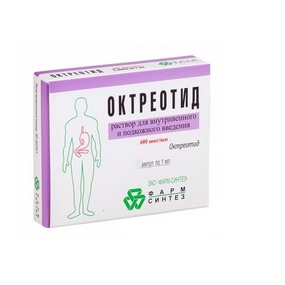 ОКТРЕОТИД
раствор для внутривенного
и подкожного введения
600 мкг/мл
Октреотид
ампул по 1 мл
ЗАО "ФАРМ-СИНТЕЗ"
ФАРМ
СИНТЕЗ